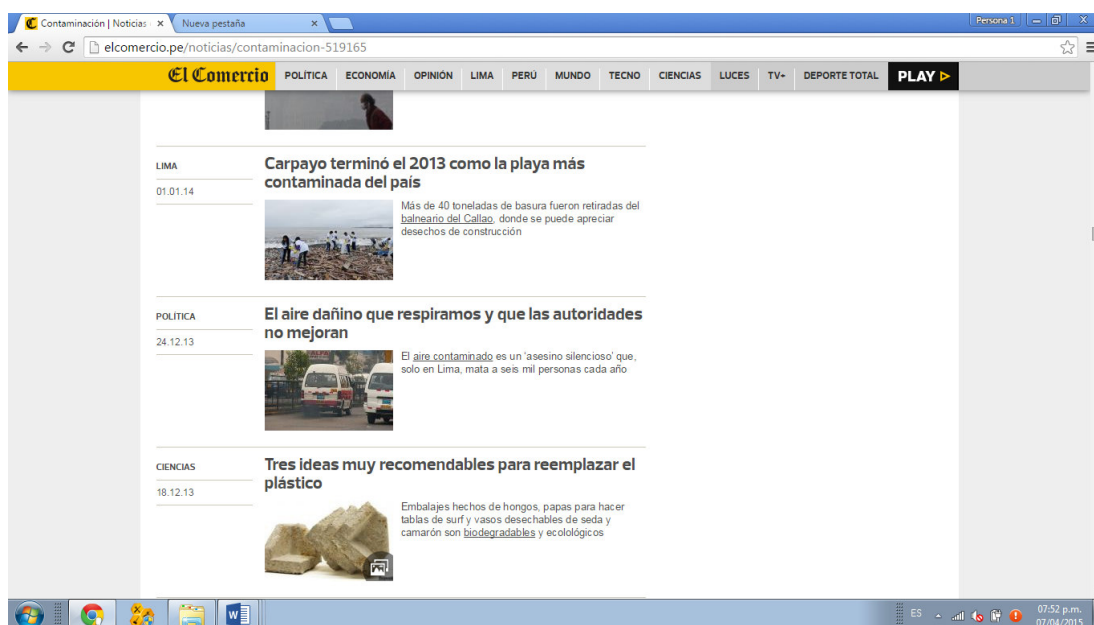 Contaminación | Noticias
Nueva pestaña
Persona 1
elcomercio.pe/noticias/contaminacion-519165
El Comercio POLÍTICA ECONOMÍA OPINIÓN LIMA PERÚ MUNDO TECNO CIENCIAS LUCES TV+ DEPORTE TOTAL PLAY
LIMA
01.01.14
Carpayo terminó el 2013 como la playa más
contaminada del país
Más de 40 toneladas de basura fueron retiradas del
balneario del Callao, donde se puede apreciar
desechos de construcción
POLÍTICA
24.12.13
El aire dañino que respiramos y que las autoridades
no mejoran
El aire contaminado es un 'asesino silencioso' que,
solo en Lima, mata a seis mil personas cada año
CIENCIAS
18.12.13
Tres ideas muy recomendables para reemplazar el
plástico
Embalajes hechos de hongos, papas para hacer
tablas de surf y vasos desechables de seda y
camarón son biodegradables y ecolológicos
ES
07:52 p.m.
07/04/2015